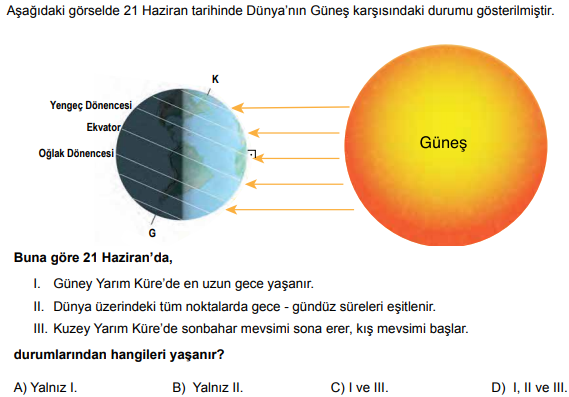 Aşağıdaki görselde 21 Haziran tarihinde Dünya'nın Güneş karşısındaki durumu gösterilmiştir.
K
Yengeç Dönencesi
Ekvator
Oğlak Dönencesi
Güneş
G
Buna göre 21 Haziran'da,
I. Güney Yarım Küre'de en uzun gece yaşanır.
II. Dünya üzerindeki tüm noktalarda gece - gündüz süreleri eşitlenir.
III. Kuzey Yarım Küre'de sonbahar mevsimi sona erer, kış mevsimi başlar.
durumlarından hangileri yaşanır?
A) Yalnız I. B) Yalnız II. C) I ve III. D) I, II ve III.